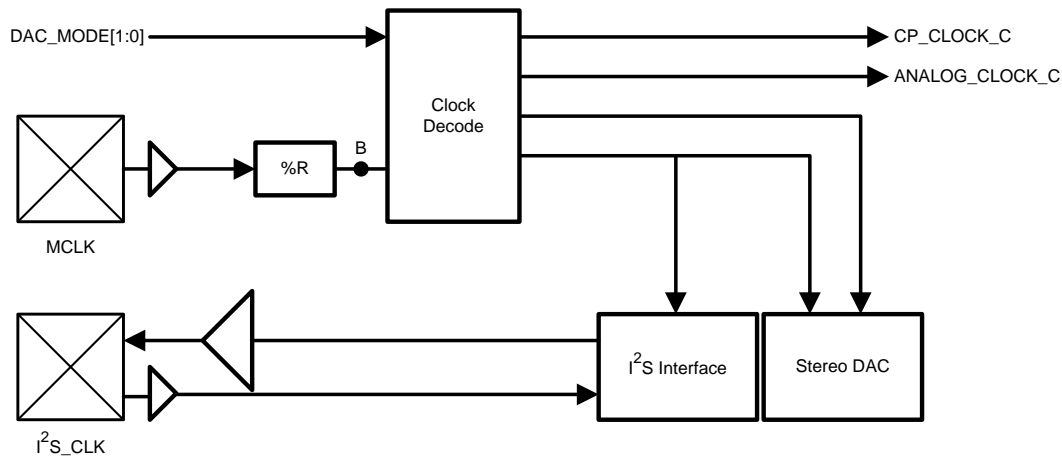 DAC_MODE[1:0]
CP_CLOCK_C
ANALOG_CLOCK_C
Clock
Decode
B
%R
MCLK
I²S Interface
Stereo DAC
I²S_CLK